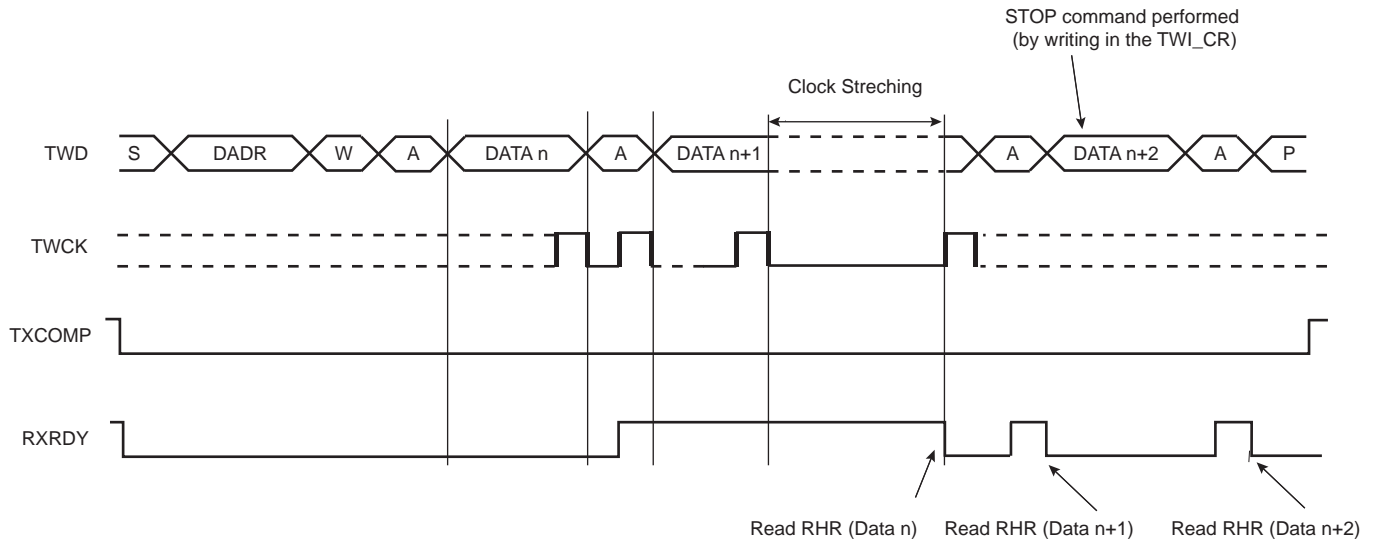 STOP command performed
(by writing in the TWI_CR)
Clock Streching
TWD S DADR W A DATA n A DATA n+1 A DATA n+2 A P
TWCK
TXCOMP
RXRDY
Read RHR (Data n) Read RHR (Data n+1) Read RHR (Data n+2)